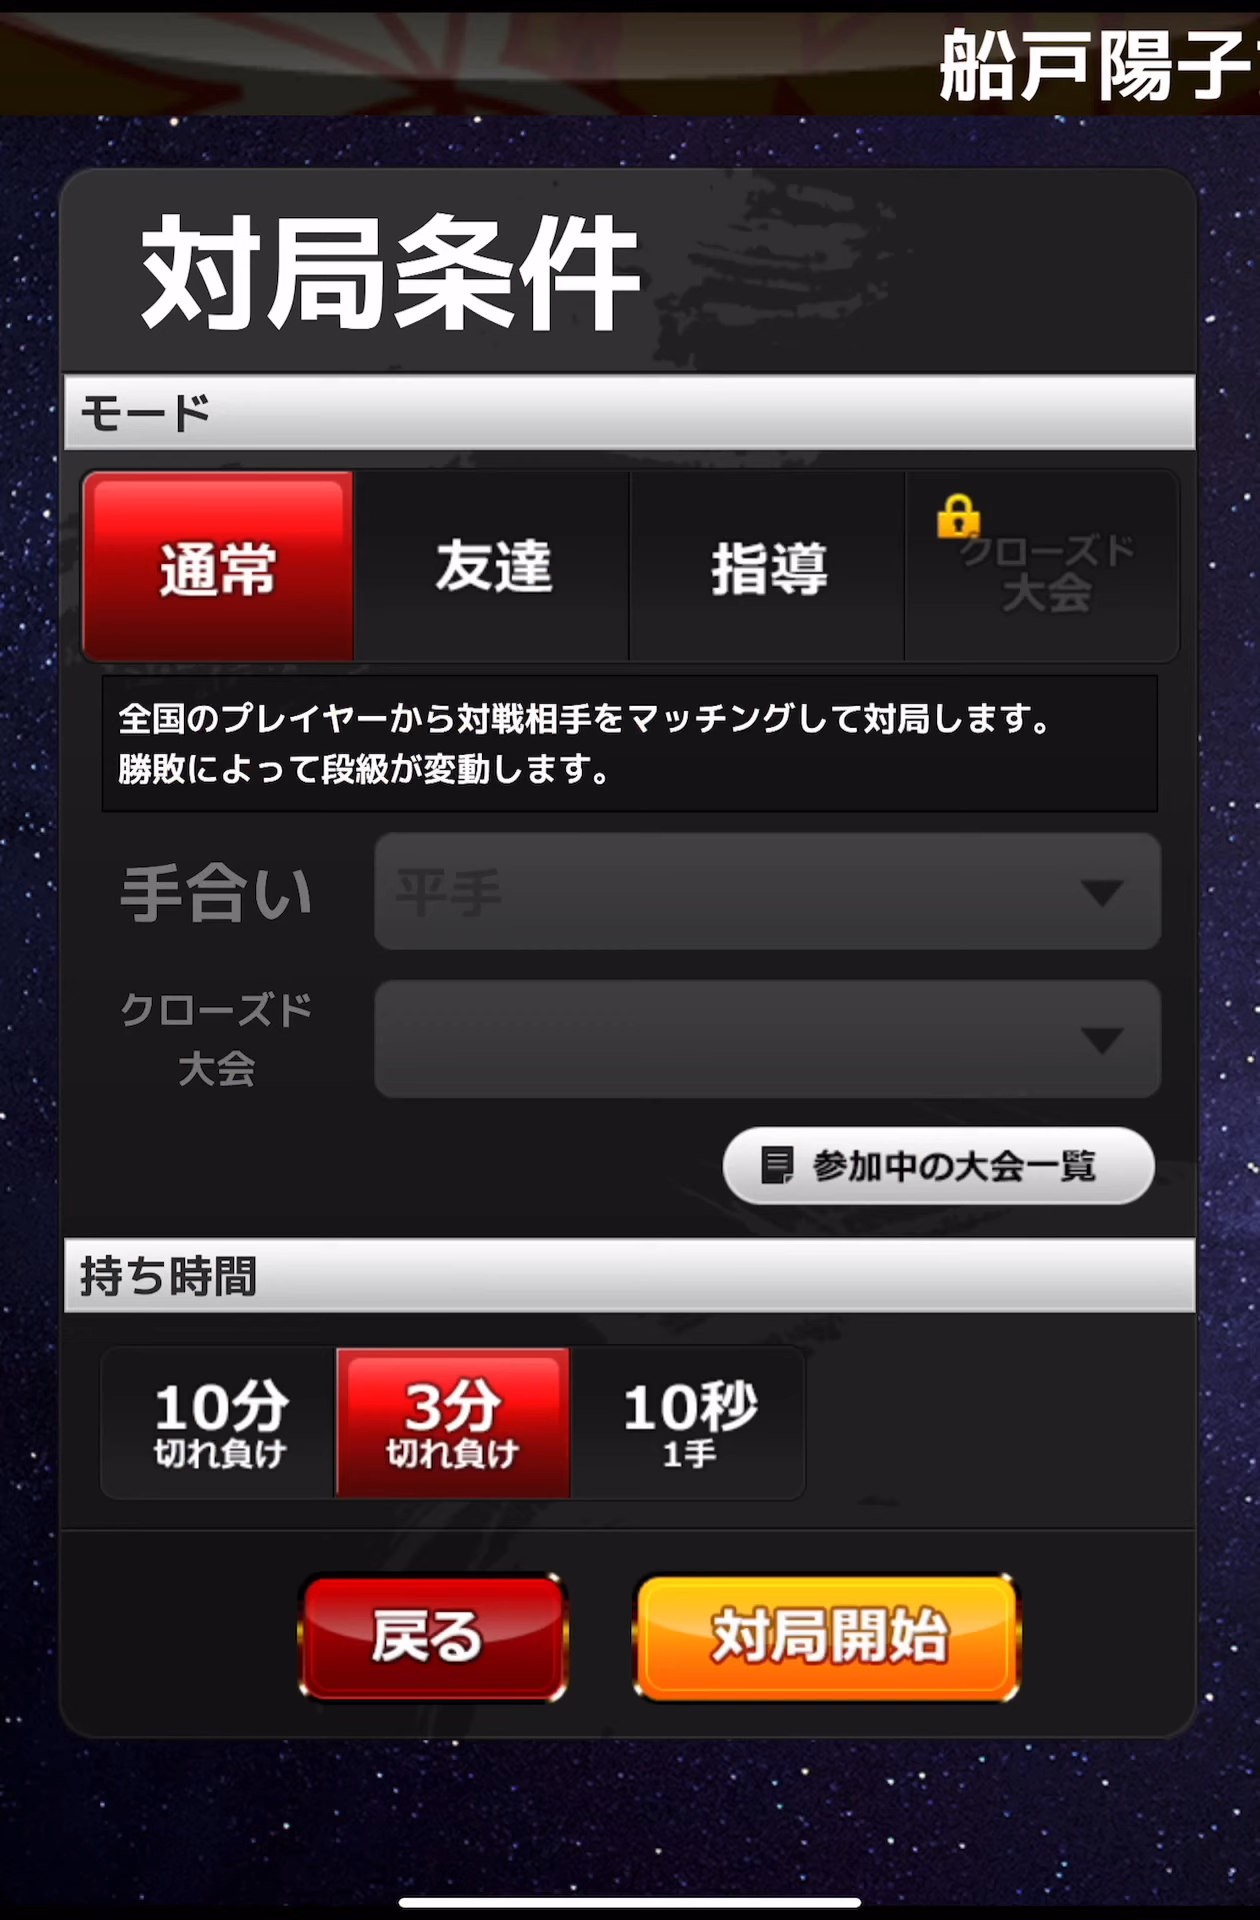 船戸陽子
対局条件
モード
通常
友達
指導
クローズド
大会
全国のプレイヤーから対戦相手をマッチングして対局します。
勝敗によって段級が変動します。
手合い
平手
クローズド
大会
参加中の大会一覧
持ち時間
10分
切れ負け
3分
切れ負け
10秒
1手
戻る
対局開始